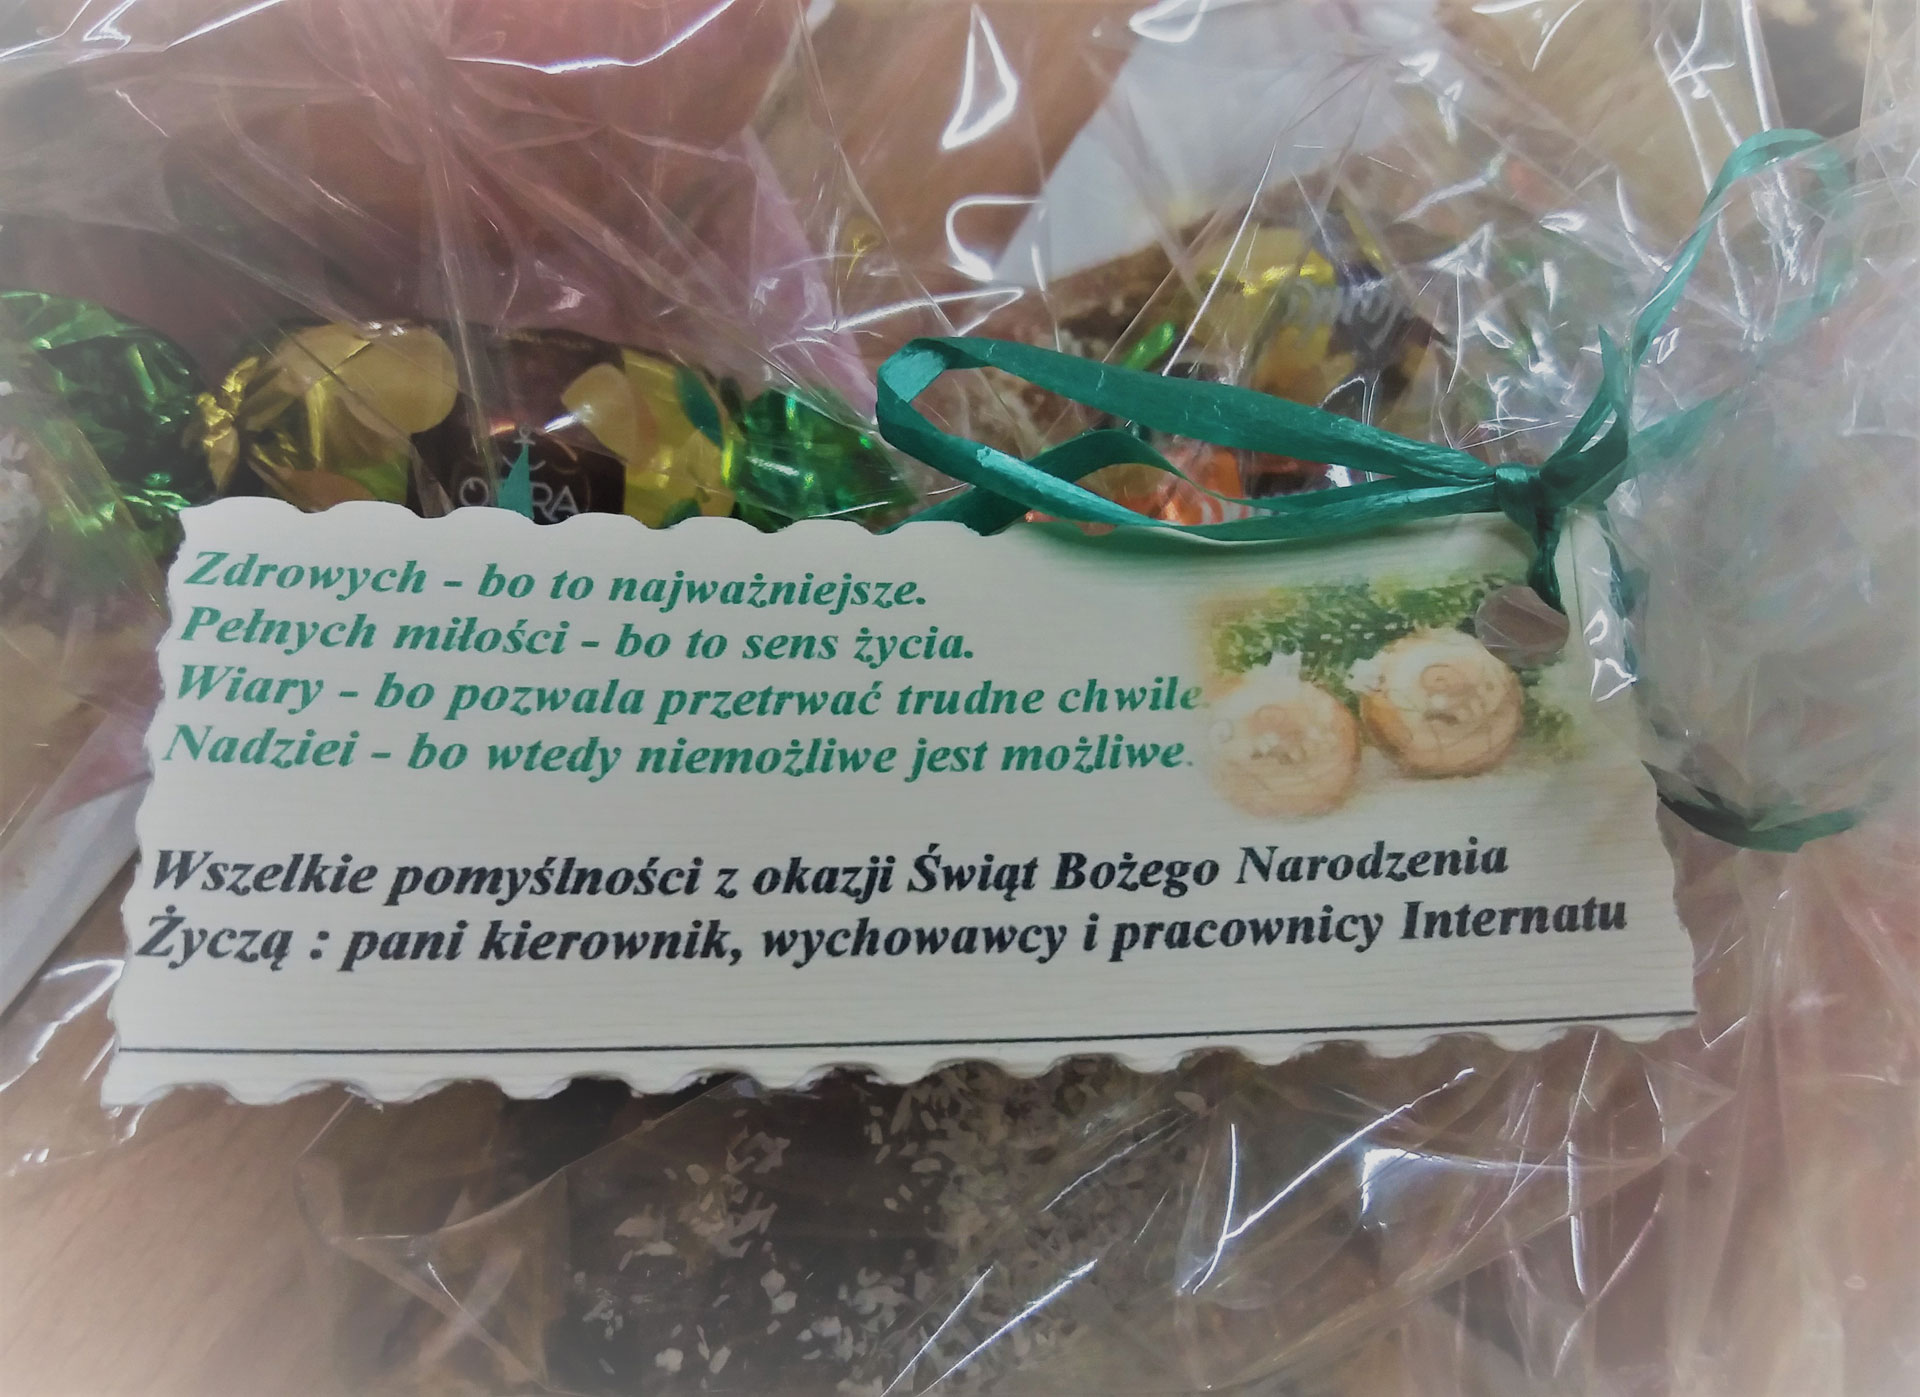 Zdrowych - bo to najważniejsze.
Pełnych miłości - bo to sens życia.
Wiary - bo pozwala przetrwać trudne chwile.
Nadziei - bo wtedy niemożliwe jest możliwe.
Wszelkie pomyślności z okazji Świąt Bożego Narodzenia
Życzą : pani kierownik, wychowawcy i pracownicy Internatu